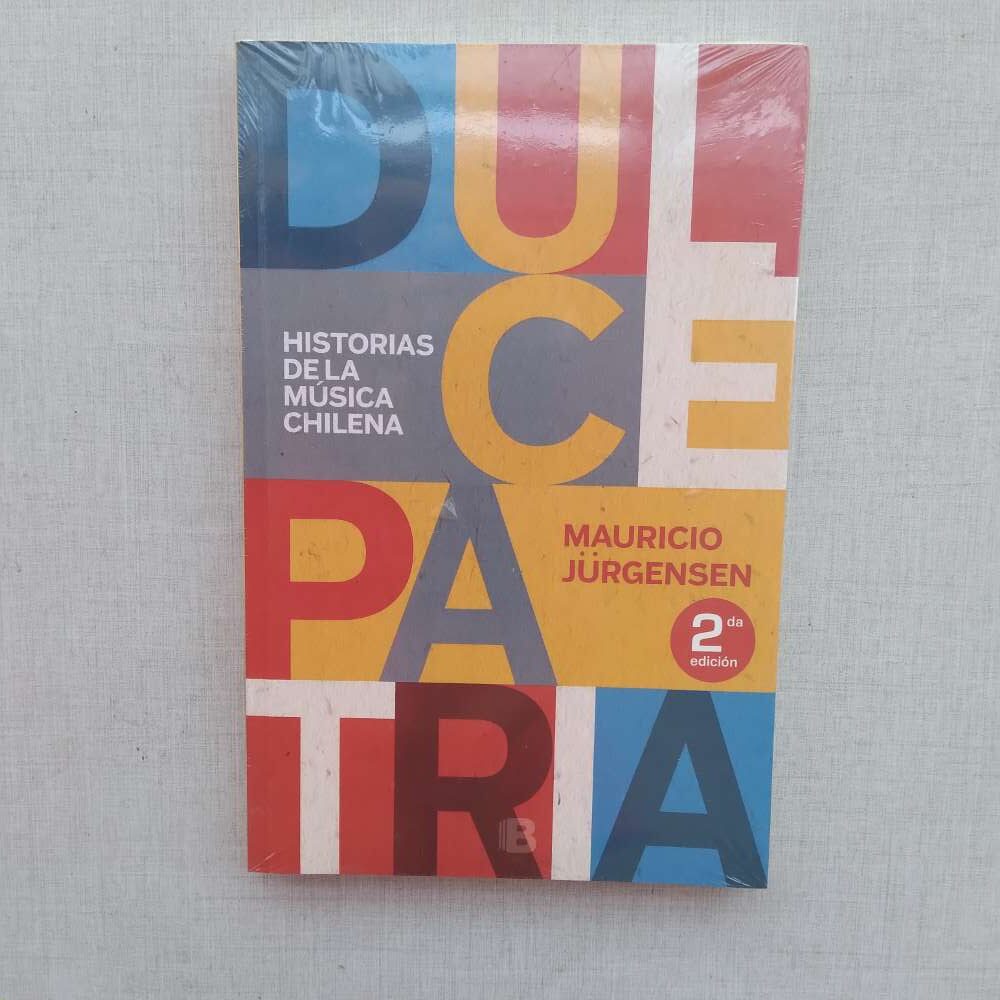 DUL
CE
HISTORIAS
DE LA
MÚSICA
CHILENA
PA
MAURICIO
JÜRGENSEN
2da
edición
TRIA
B